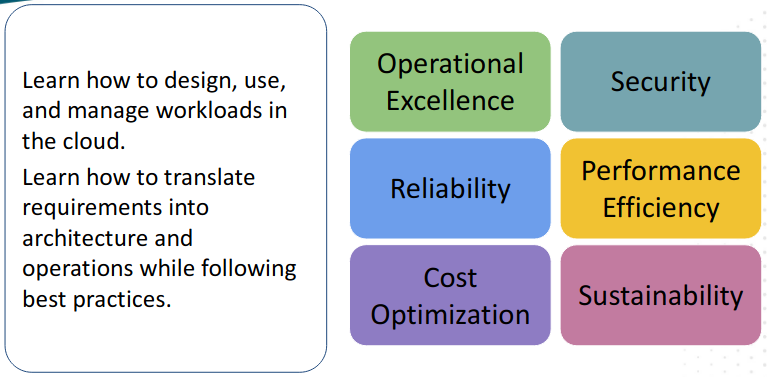 Learn how to design, use,
and manage workloads in
the cloud.
Learn how to translate
requirements into
architecture and
operations while following
best practices.
Operational
Excellence
Security
Reliability
Performance
Efficiency
Cost
Optimization
Sustainability